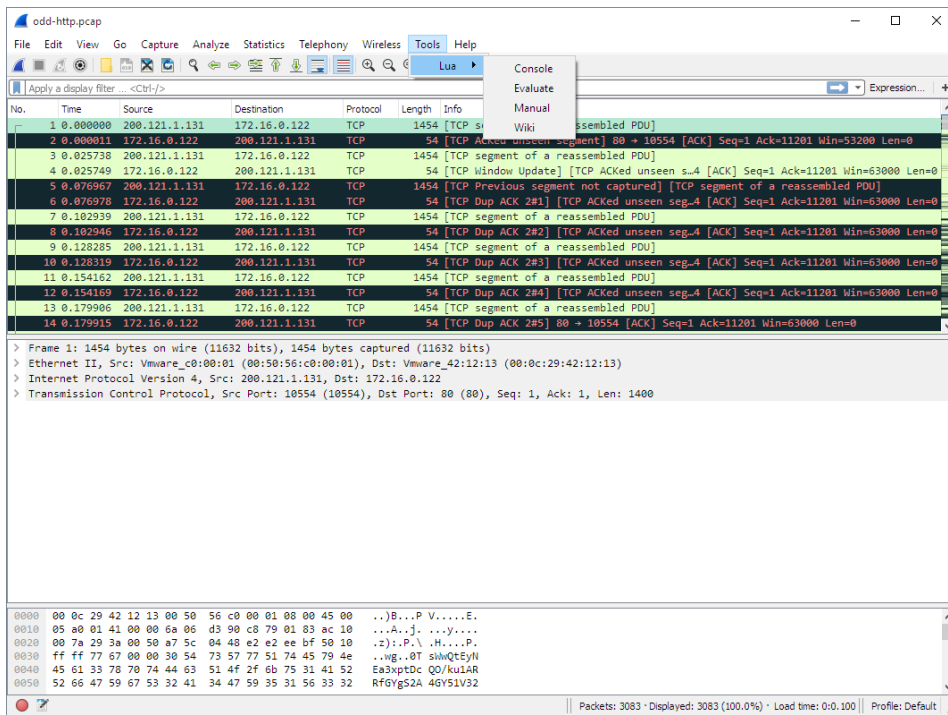 odd-http.pcap
File Edit View Go Capture Analyze Statistics Telephony Wireless Tools Help
Lua
Console
Evaluate
Manual
Wiki
Apply a display filter ... <Ctrl-/>
Expression...
No. Time Source Destination Protocol Length Info
1 0.000000 200.121.1.131 172.16.0.122 TCP 1454 [TCP se assembled PDU]
2 0.000011 172.16.0.122 200.121.1.131 TCP 54 [TCP ACKed unseen segment] 80 → 10554 [ACK] Seq=1 Ack=11201 Win=53200 Len=0
3 0.025738 200.121.1.131 172.16.0.122 TCP 1454 [TCP segment of a reassembled PDU]
4 0.025749 172.16.0.122 200.121.1.131 TCP 54 [TCP Window Update] [TCP ACKed unseen s…4 [ACK] Seq=1 Ack=11201 Win=63000 Len=0
5 0.076967 200.121.1.131 172.16.0.122 TCP 1454 [TCP Previous segment not captured] [TCP segment of a reassembled PDU]
6 0.076978 172.16.0.122 200.121.1.131 TCP 54 [TCP Dup ACK 2#1] [TCP ACKed unseen seg…4 [ACK] Seq=1 Ack=11201 Win=63000 Len=0
7 0.102939 200.121.1.131 172.16.0.122 TCP 1454 [TCP segment of a reassembled PDU]
8 0.102946 172.16.0.122 200.121.1.131 TCP 54 [TCP Dup ACK 2#2] [TCP ACKed unseen seg…4 [ACK] Seq=1 Ack=11201 Win=63000 Len=0
9 0.128285 200.121.1.131 172.16.0.122 TCP 1454 [TCP segment of a reassembled PDU]
10 0.128319 172.16.0.122 200.121.1.131 TCP 54 [TCP Dup ACK 2#3] [TCP ACKed unseen seg…4 [ACK] Seq=1 Ack=11201 Win=63000 Len=0
11 0.154162 200.121.1.131 172.16.0.122 TCP 1454 [TCP segment of a reassembled PDU]
12 0.154169 172.16.0.122 200.121.1.131 TCP 54 [TCP Dup ACK 2#4] [TCP ACKed unseen seg…4 [ACK] Seq=1 Ack=11201 Win=63000 Len=0
13 0.179906 200.121.1.131 172.16.0.122 TCP 1454 [TCP segment of a reassembled PDU]
14 0.179915 172.16.0.122 200.121.1.131 TCP 54 [TCP Dup ACK 2#5] 80 → 10554 [ACK] Seq=1 Ack=11201 Win=63000 Len=0
> Frame 1: 1454 bytes on wire (11632 bits), 1454 bytes captured (11632 bits)
> Ethernet II, Src: Vmware_c0:00:01 (00:50:56:c0:00:01), Dst: Vmware_42:12:13 (00:0c:29:42:12:13)
> Internet Protocol Version 4, Src: 200.121.1.131, Dst: 172.16.0.122
> Transmission Control Protocol, Src Port: 10554 (10554), Dst Port: 80 (80), Seq: 1, Ack: 1, Len: 1400
0000 00 0c 29 42 12 13 00 50 56 c0 00 01 08 00 45 00 ..)B...P V.....E.
0010 05 a0 01 41 00 00 6a 06 d3 90 c8 79 01 83 ac 10 ...A..j. ...y....
0020 00 7a 29 3a 00 50 a7 5c 04 48 e2 e2 ee bf 50 10 .z):.P.\ .H....P.
0030 ff ff 77 67 00 00 30 54 73 57 77 51 74 45 79 4e ..wg..0T sWwQtEyN
0040 45 61 33 78 70 74 44 63 51 4f 2f 6b 75 31 41 52 Ea3xptDc QO/ku1AR
0050 52 66 47 59 67 53 32 41 34 47 59 35 31 56 33 32 RfGYgS2A 4GY51V32
Packets: 3083 · Displayed: 3083 (100.0%) · Load time: 0:0.100 Profile: Default